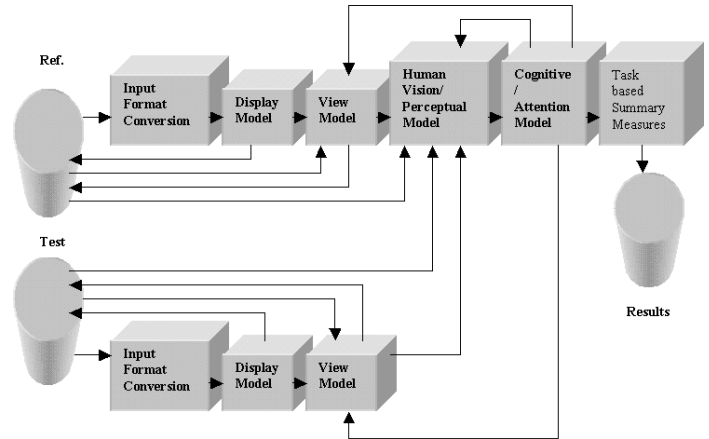 Ref.
Input
Format
Conversion
Display
Model
View
Model
Human
Vision/
Perceptual
Model
Cognitive
/
Attention
Model
Task
based
Summary
Measures
Test
Results
Input
Format
Conversion
Display
Model
View
Model